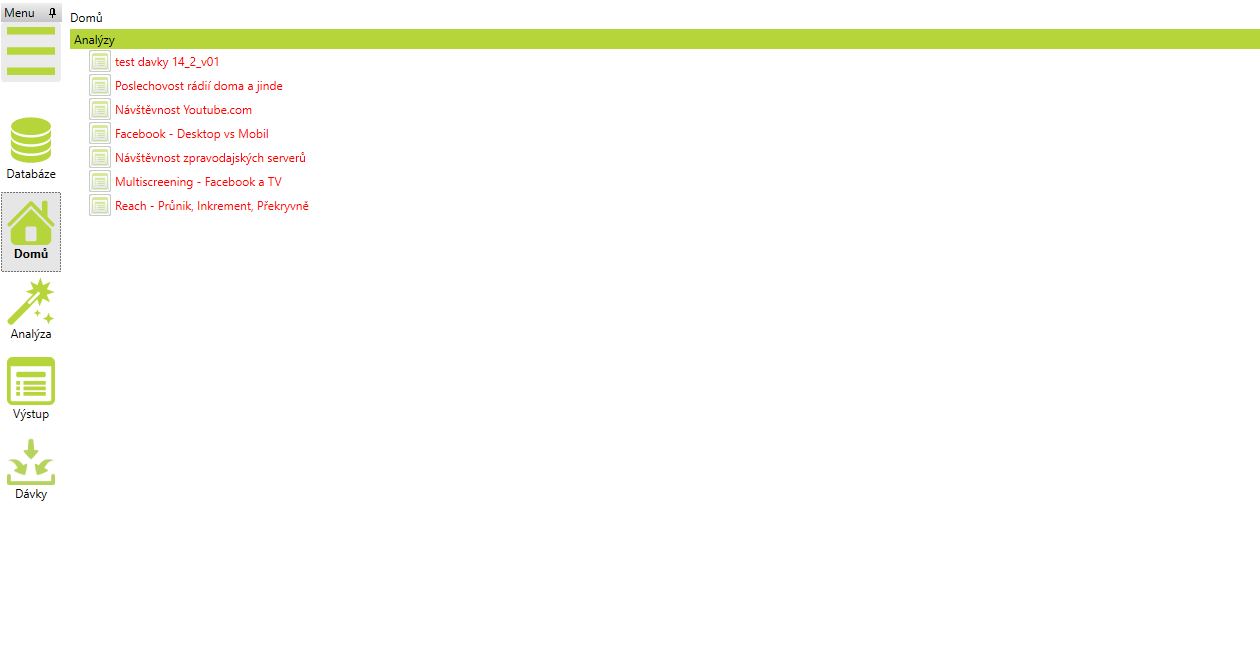 Menu
Domů
Analýzy
test davky 14_2_v01
Poslechovost rádií doma a jinde
Návštěvnost Youtube.com
Facebook - Desktop vs Mobil
Návštěvnost zpravodajských serverů
Multiscreening - Facebook a TV
Reach - Průnik, Inkrement, Překryvně
Databáze
Domů
Analýza
Výstup
Dávky